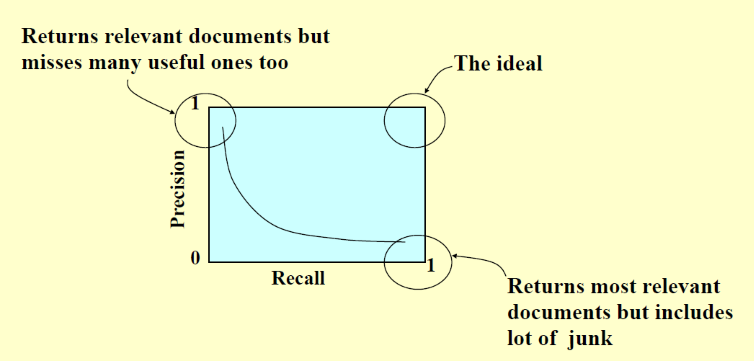 Returns relevant documents but
misses many useful ones too
The ideal
1
Precision
0
Recall
1
Returns most relevant
documents but includes
lot of junk